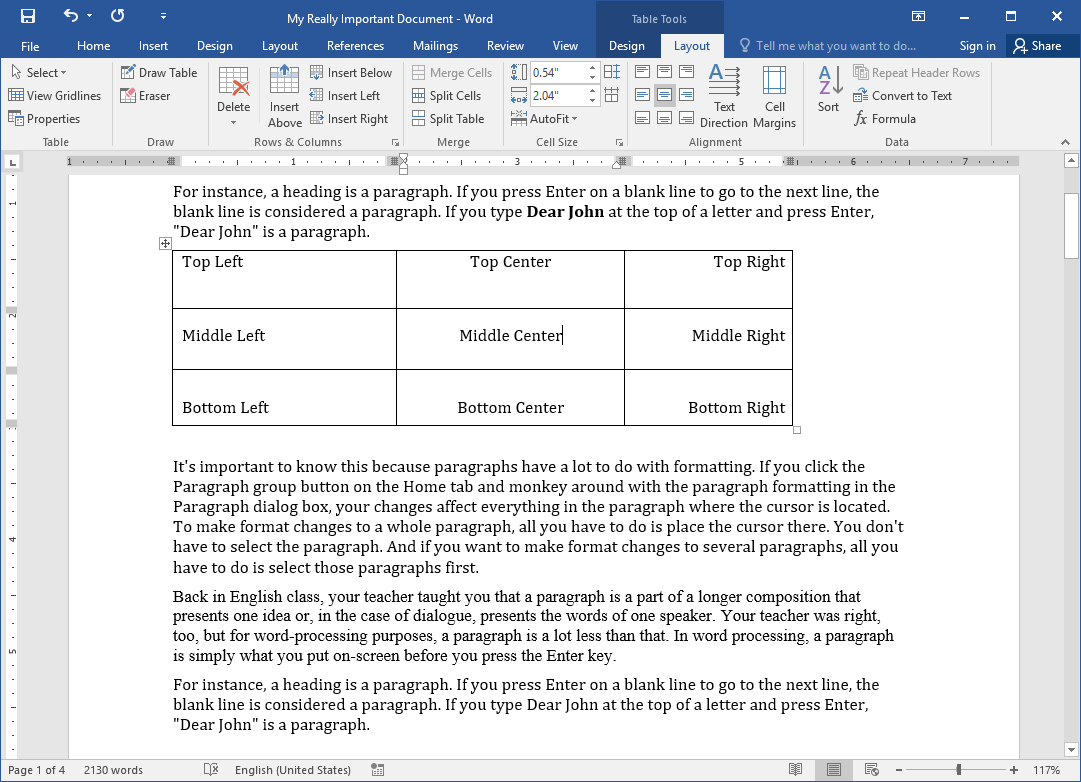 My Really Important Document - Word
Table Tools
File Home Insert Design Layout References Mailings Review View Design Layout Tell me what you want to do... Sign in Share
Select Draw Table Delete Insert Above Insert Below Merge Cells 0.54" Text Direction Cell Margins Sort Repeat Header Rows
View Gridlines Eraser Insert Left Split Cells 2.04" Convert to Text
Properties Insert Right Split Table AutoFit Formula
Table Draw Rows & Columns Merge Cell Size Alignment Data
L 1 1 3 5 6 7
1
2
3
4
5
For instance, a heading is a paragraph. If you press Enter on a blank line to go to the next line, the
blank line is considered a paragraph. If you type Dear John at the top of a letter and press Enter,
"Dear John" is a paragraph.
Top Left Top Center Top Right
Middle Left Middle Center Middle Right
Bottom Left Bottom Center Bottom Right
It's important to know this because paragraphs have a lot to do with formatting. If you click the
Paragraph group button on the Home tab and monkey around with the paragraph formatting in the
Paragraph dialog box, your changes affect everything in the paragraph where the cursor is located.
To make format changes to a whole paragraph, all you have to do is place the cursor there. You don't
have to select the paragraph. And if you want to make format changes to several paragraphs, all you
have to do is select those paragraphs first.
Back in English class, your teacher taught you that a paragraph is a part of a longer composition that
presents one idea or, in the case of dialogue, presents the words of one speaker. Your teacher was right,
too, but for word-processing purposes, a paragraph is a lot less than that. In word processing, a paragraph
is simply what you put on-screen before you press the Enter key.
For instance, a heading is a paragraph. If you press Enter on a blank line to go to the next line, the
blank line is considered a paragraph. If you type Dear John at the top of a letter and press Enter,
"Dear John" is a paragraph.
Page 1 of 4 2130 words English (United States) 117%